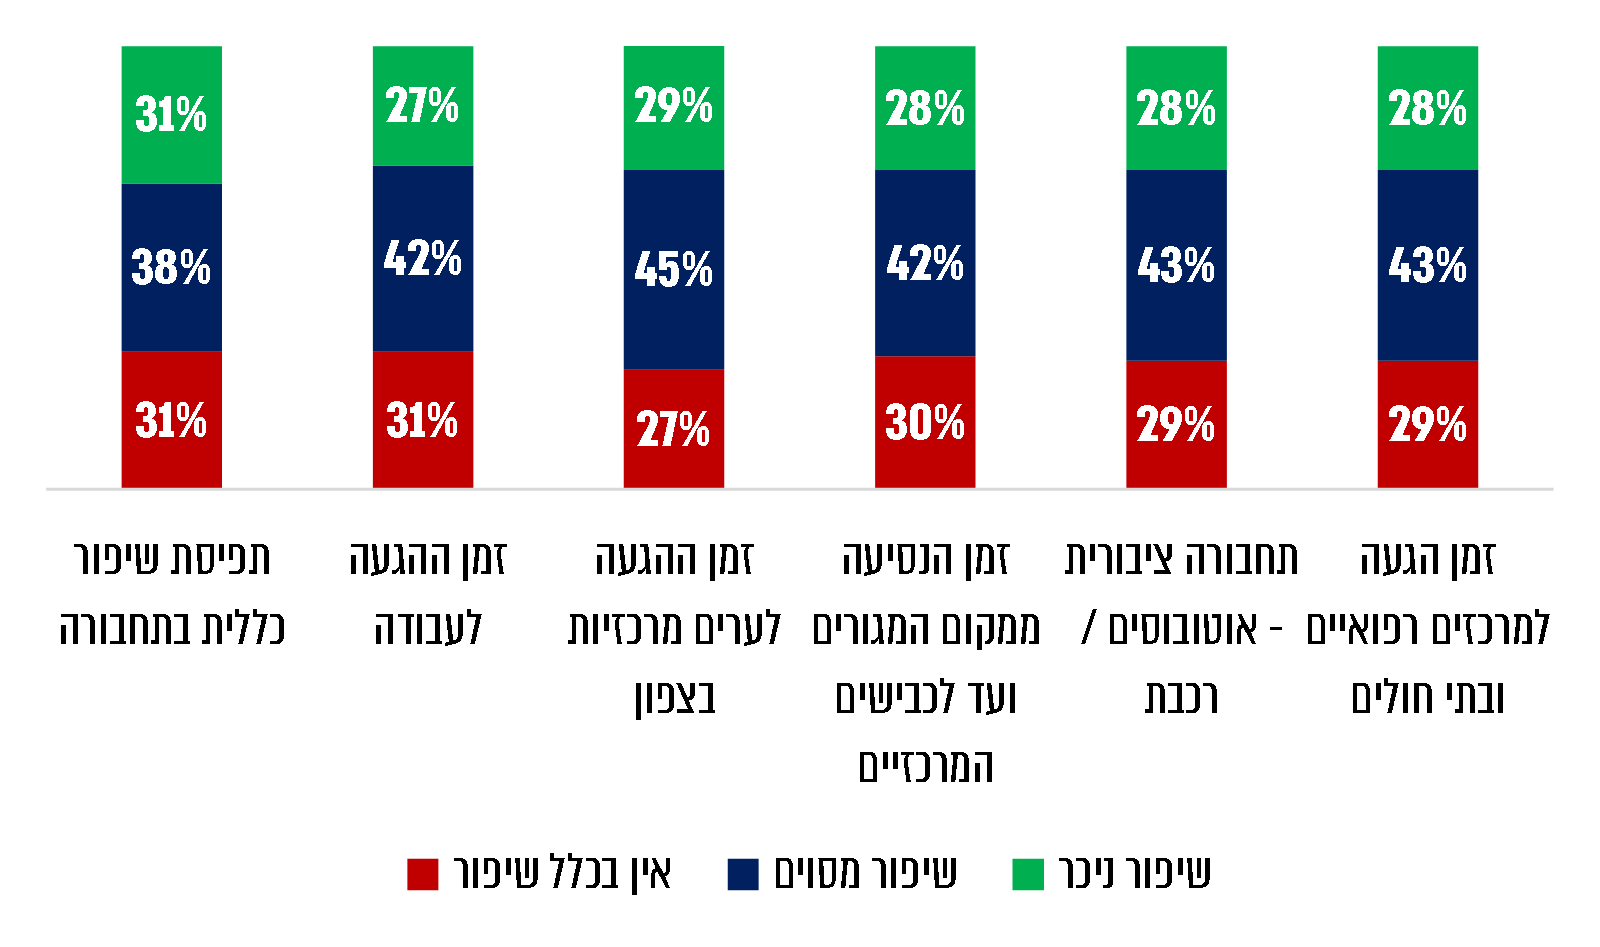 31% 27% 29% 28% 28% 28%
38% 42% 45% 42% 43% 43%
31% 31% 27% 30% 29% 29%
זמן הגעה
למרכזים רפואיים
ובתי חולים
תחבורה ציבורית
- אוטובוסים /
רכבת
זמן הנסיעה
ממקום המגורים
ועד לכבישים
המרכזיים
זמן ההגעה
לערים מרכזיות
בצפון
זמן ההגעה
לעבודה
תפיסת שיפור
כללית בתחבורה
שיפור ניכר
שיפור מסוים
אין בכלל שיפור